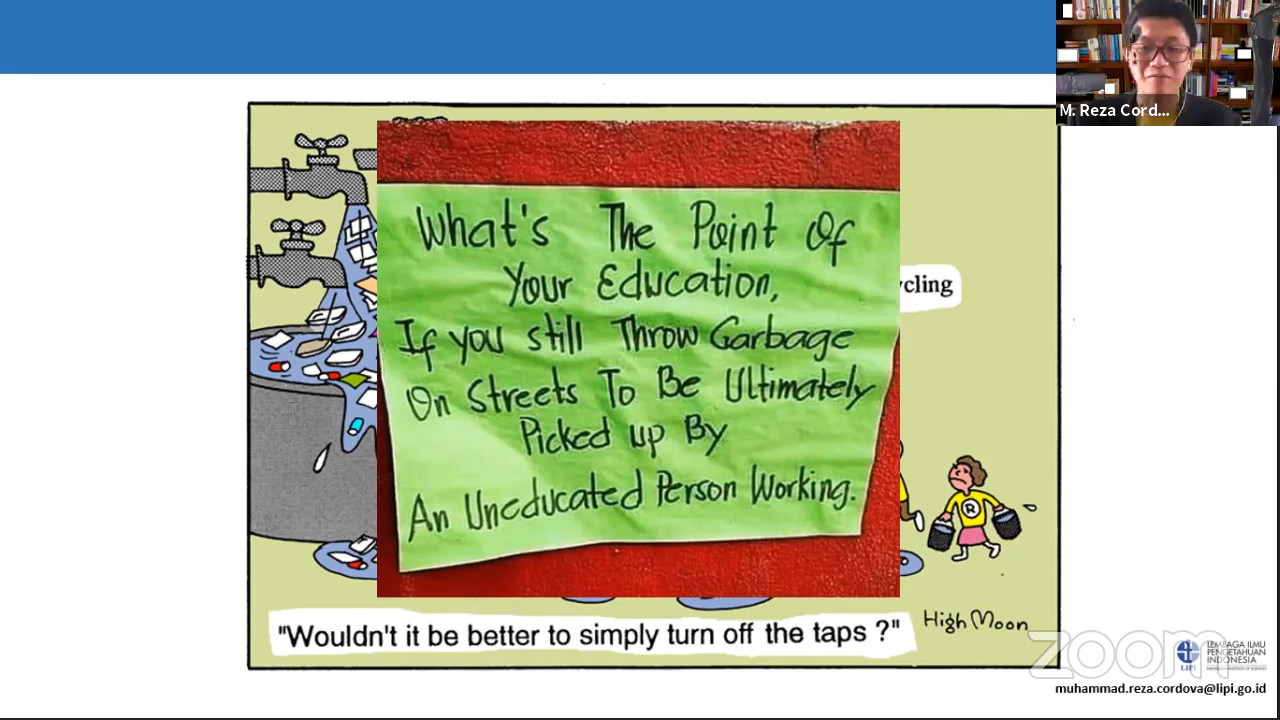 M. Reza Cord...
What's The Point Of
Your Education,
If you still Throw Garbage
On Streets To Be Ultimately
Picked up By
An Uneducated Person Working.
cling
R
"Wouldn't it be better to simply turn off the taps ?"
High Moon
zoom
LIPI
LEMBAGA ILMU
PENGETAHUAN
INDONESIA
muhammad.reza.cordova@lipi.go.id